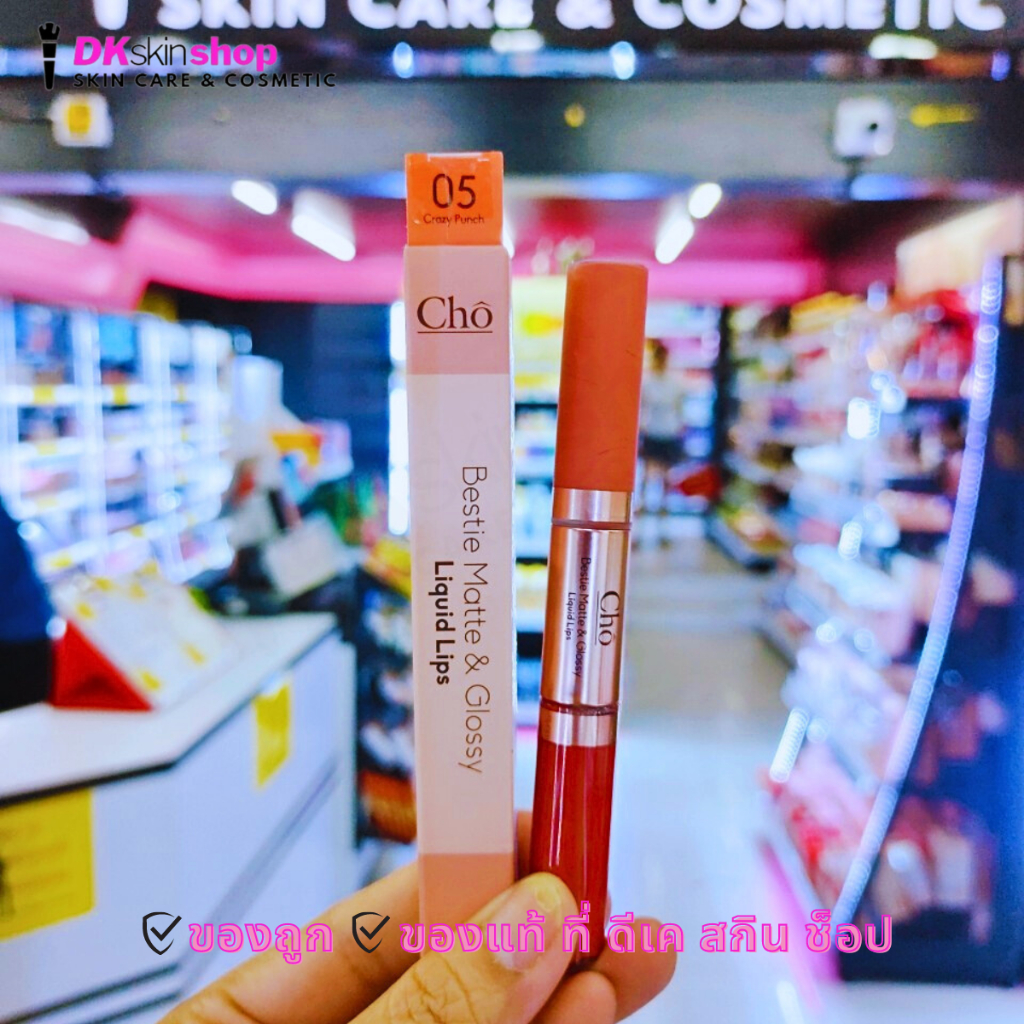 SKIN CARE & COSMETIC
DKskinshop
SKIN CARE & COSMETIC
05
Crazy Punch
Chô
Bestie Matte & Glossy
Liquid Lips
Chô
Bestie Matte & Glossy
Liquid Lips
ของถูก ของแท้ ที่ ดีเค สกิน ช็อป